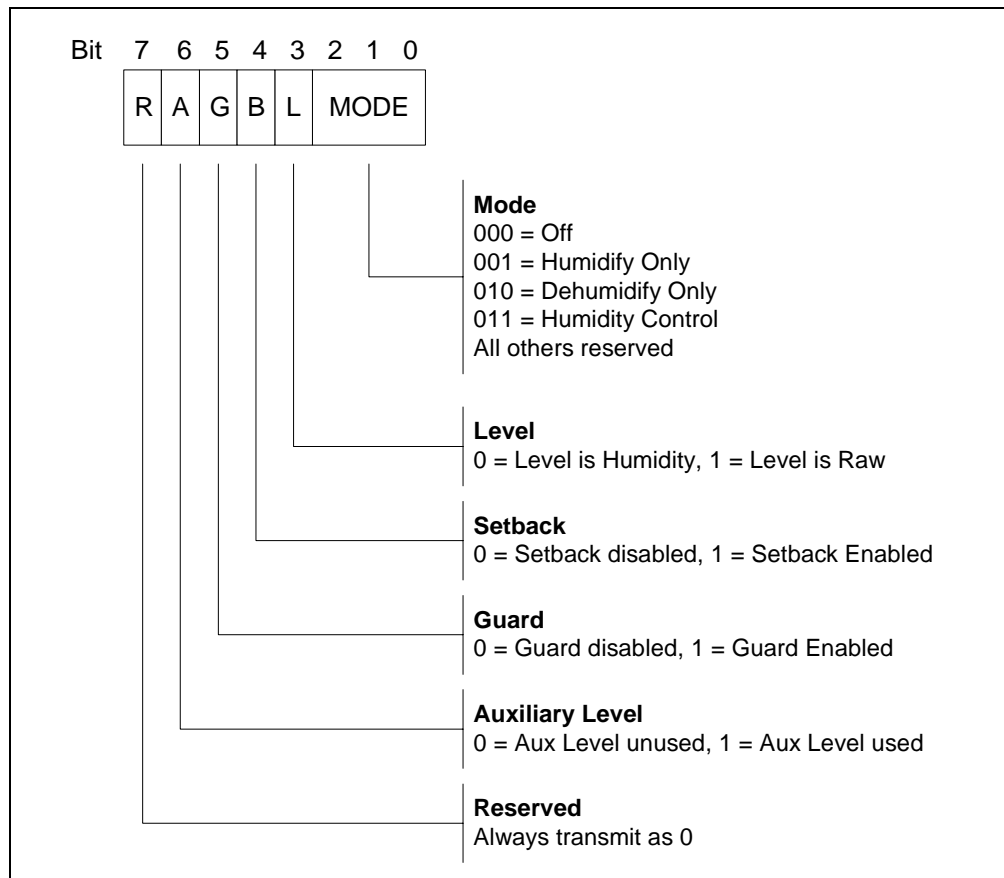 Bit 7 6 5 4 3 2 1 0
R A G B L MODE
Mode
000 = Off
001 = Humidify Only
010 = Dehumidify Only
011 = Humidity Control
All others reserved
Level
0 = Level is Humidity, 1 = Level is Raw
Setback
0 = Setback disabled, 1 = Setback Enabled
Guard
0 = Guard disabled, 1 = Guard Enabled
Auxiliary Level
0 = Aux Level unused, 1 = Aux Level used
Reserved
Always transmit as 0